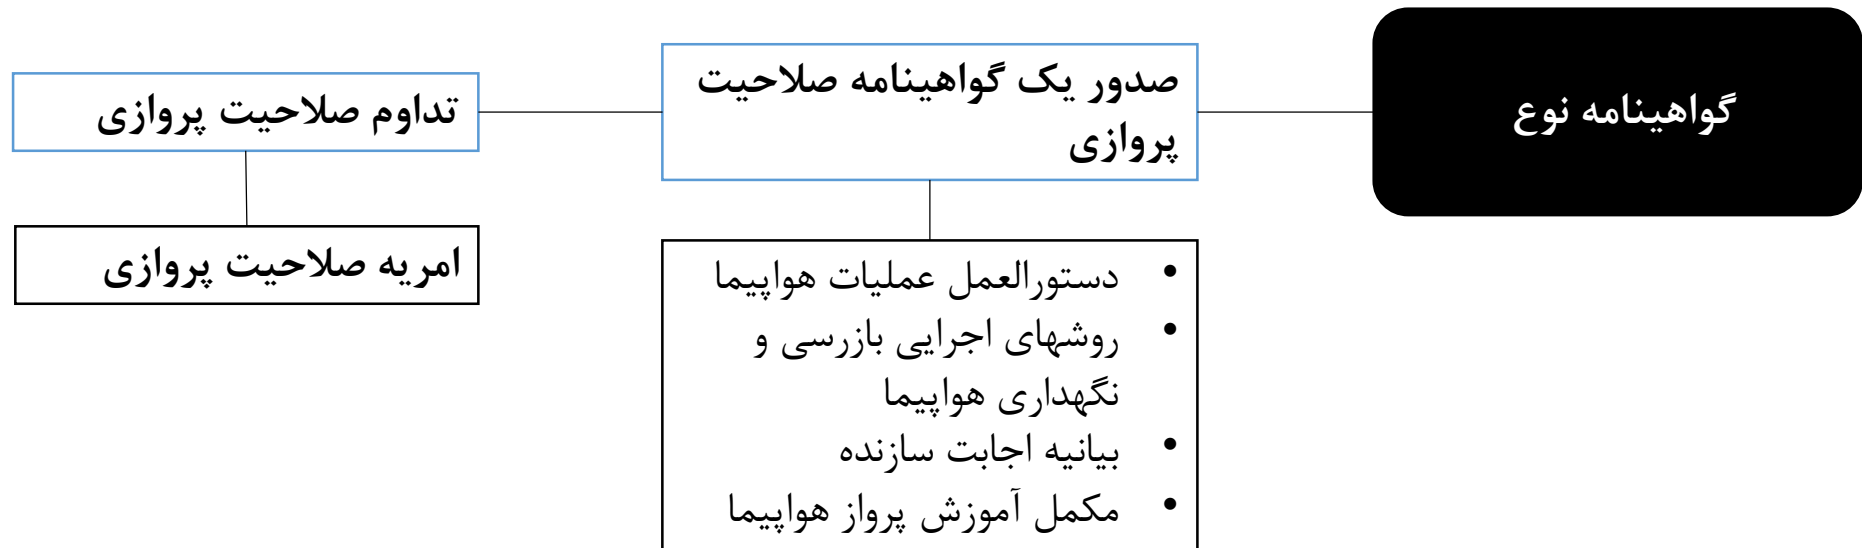 گواهینامه نوع
صدور یک گواهینامه صلاحیت
پروازی
تداوم صلاحیت پروازی
امریه صلاحیت پروازی
• دستورالعمل عملیات هواپیما
• روشهای اجرایی بازرسی و
نگهداری هواپیما
• بیانیه اجابت سازنده
• مکمل آموزش پرواز هواپیما